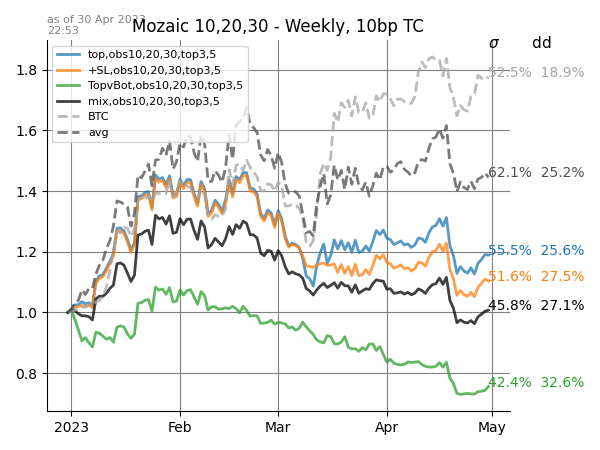 as of 30 Apr 2023
22:53
Mozaic 10,20,30 - Weekly, 10bp TC
σ dd
top,obs10,20,30,top3,5
+SL,obs10,20,30,top3,5
TopvBot,obs10,20,30,top3,5
mix,obs10,20,30,top3,5
BTC
avg
1.8
1.6
1.4
1.2
1.0
0.8
52.5% 18.9%
62.1% 25.2%
55.5% 25.6%
51.6% 27.5%
45.8% 27.1%
42.4% 32.6%
2023 Feb Mar Apr May